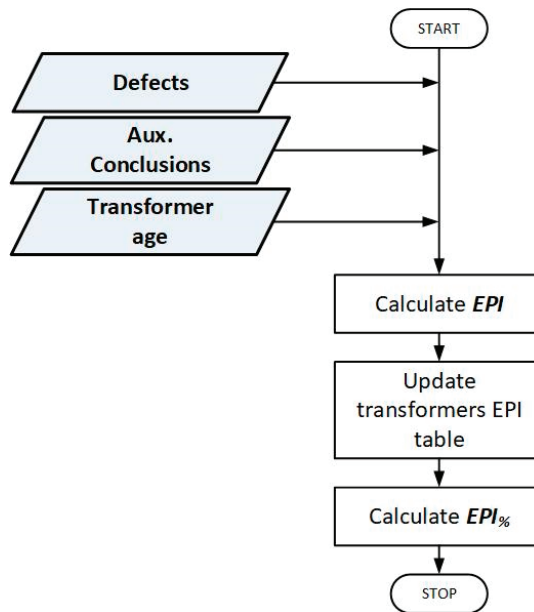 START
Defects
Aux.
Conclusions
Transformer
age
Calculate EPI
Update
transformers EPI
table
Calculate EPI%
STOP